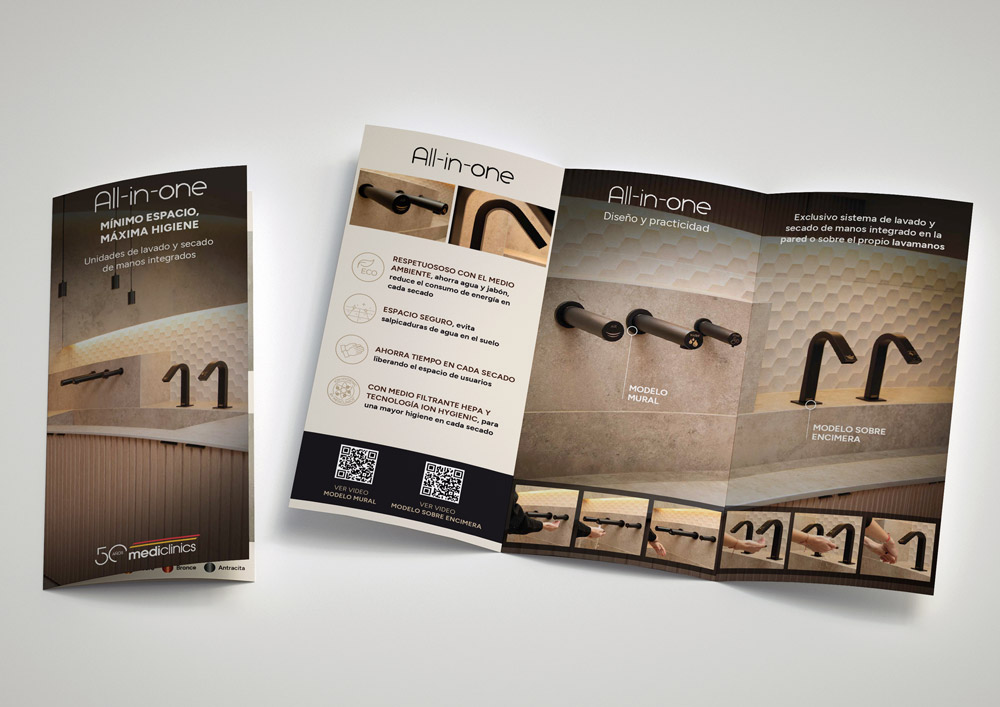 All-in-one
MÍNIMO ESPACIO,
MÁXIMA HIGIENE
Unidades de lavado y secado
de manos integrados
50 AÑOS mediclinics
Bronce Antracita
All-in-one
ECO
RESPETUOSOSO CON EL MEDIO
AMBIENTE, ahorra agua y jabón,
reduce el consumo de energía en
cada secado
ESPACIO SEGURO, evita
salpicaduras de agua en el suelo
AHORRA TIEMPO EN CADA SECADO
liberando el espacio de usuarios
CON MEDIO FILTRANTE HEPA Y
TECNOLOGÍA ION HYGIENIC, para
una mayor higiene en cada secado
VER VIDEO
MODELO MURAL
VER VIDEO
MODELO SOBRE ENCIMERA
All-in-one
Diseño y practicidad
MODELO
MURAL
Exclusivo sistema de lavado y
secado de manos integrado en la
pared o sobre el propio lavamanos
MODELO SOBRE
ENCIMERA